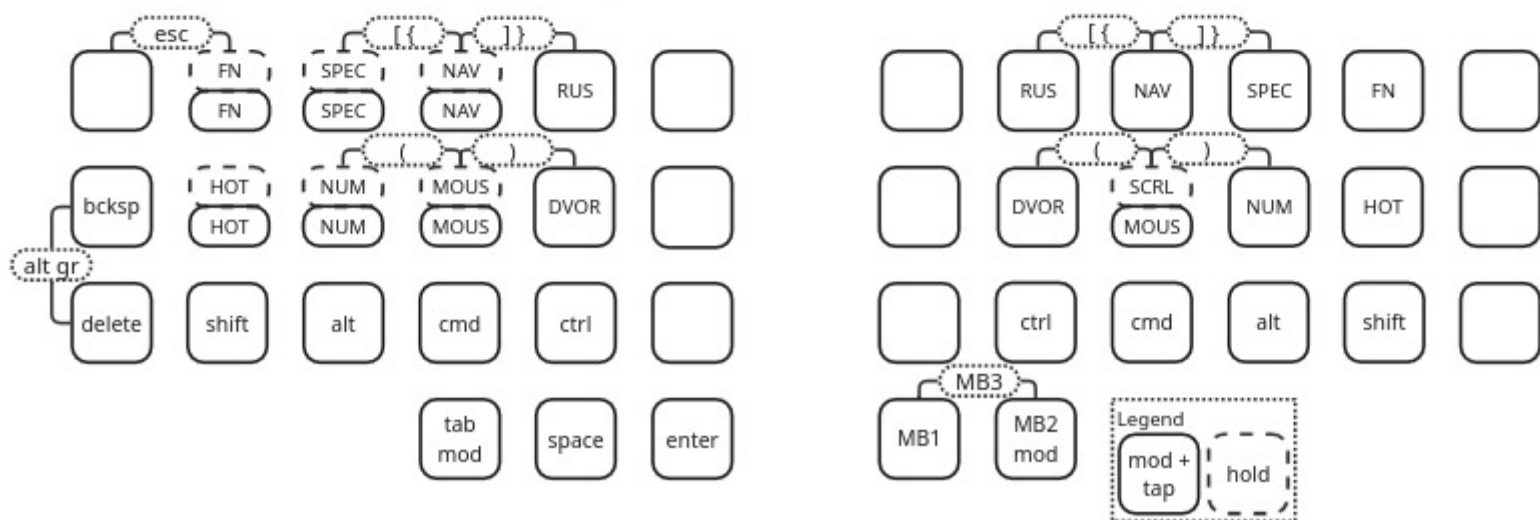 esc [ { ] } [ { ] }
FN SPEC NAV RUS RUS NAV SPEC FN
FN SPEC NAV
( ) ( )
HOT NUM MOUS SCRL
bcksp DVOR DVOR NUM HOT
HOT NUM MOUS MOUS
alt gr
delete shift alt cmd ctrl ctrl cmd alt shift
MB3
Legend
tab mod space enter MB1 MB2 mod
mod + tap hold